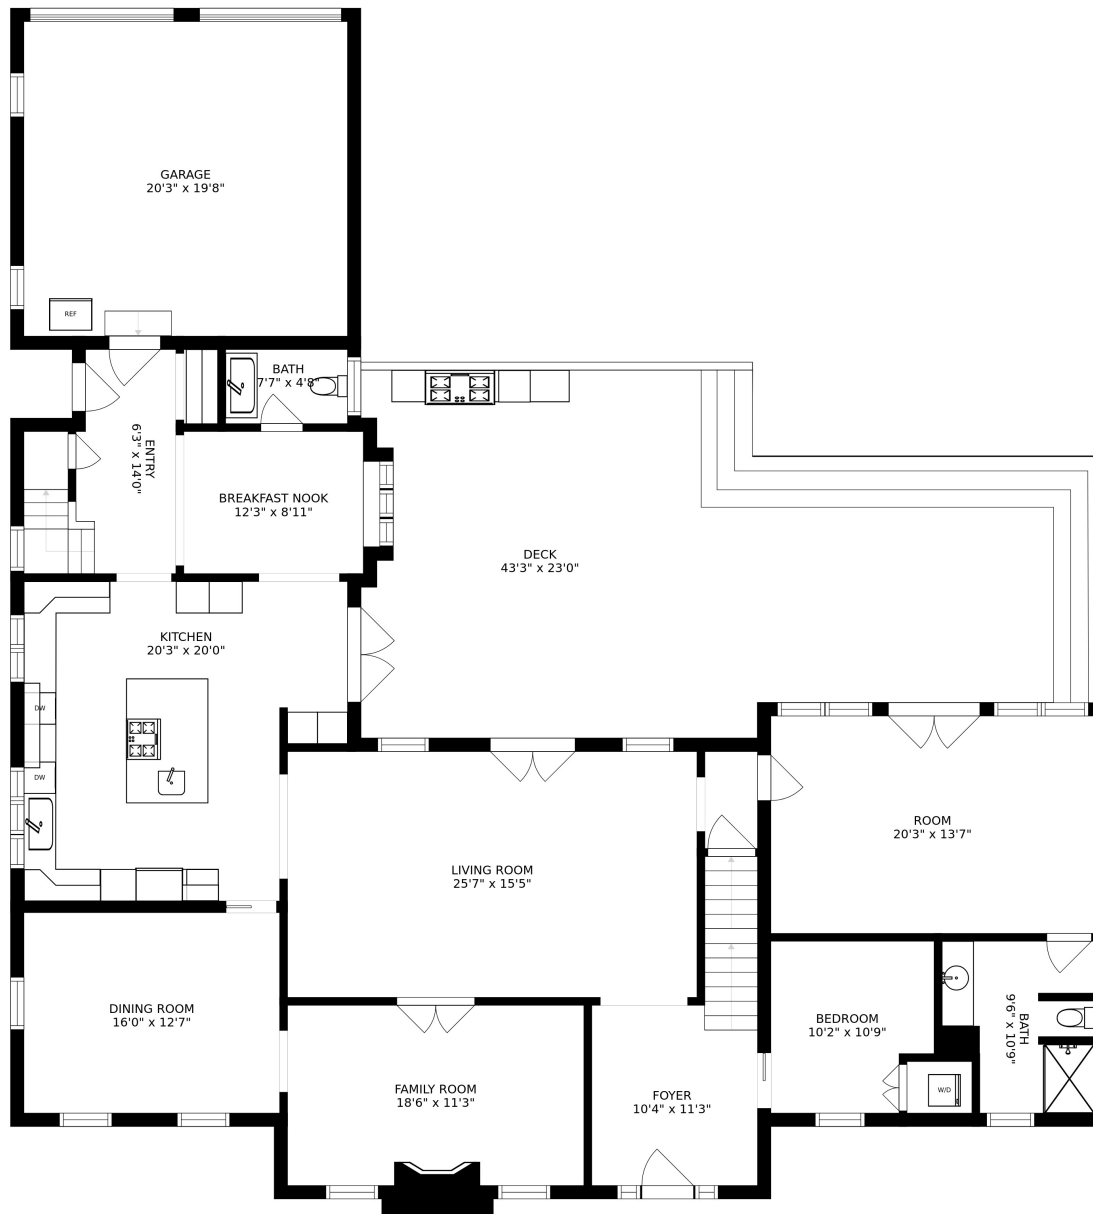 GARAGE
20'3" x 19'8"
REF
BATH
7'7" x 4'8"
ENTRY
6'3" x 14'0"
BREAKFAST NOOK
12'3" x 8'11"
DECK
43'3" x 23'0"
KITCHEN
20'3" x 20'0"
DW
DW
ROOM
20'3" x 13'7"
LIVING ROOM
25'7" x 15'5"
DINING ROOM
16'0" x 12'7"
BEDROOM
10'2" x 10'9"
BATH
9'6" x 10'9"
FAMILY ROOM
18'6" x 11'3"
FOYER
10'4" x 11'3"
W/D